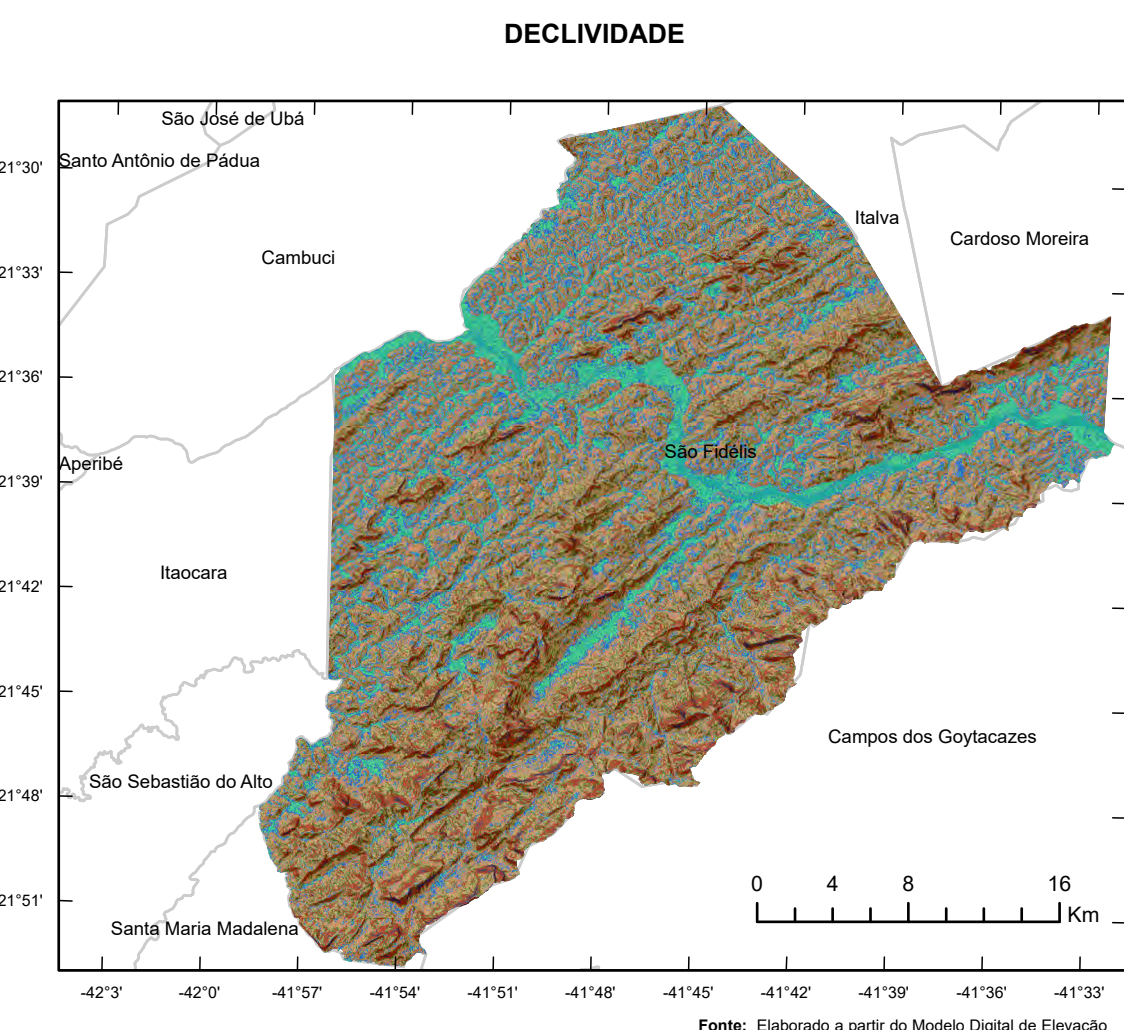 DECLIVIDADE
São José de Ubá
Santo Antônio de Pádua
21°30'
Italva
Cardoso Moreira
Cambuci
21°33'
21°36'
São Fidélis
Aperibé
21°39'
Itaocara
21°42'
21°45'
Campos dos Goytacazes
São Sebastião do Alto
21°48'
0 4 8 16
Km
21°51'
Santa Maria Madalena
-42°3' -42°0' -41°57' -41°54' -41°51' -41°48' -41°45' -41°42' -41°39' -41°36' -41°33'
Fonte: Elaborado a partir do Modelo Digital de Elevação